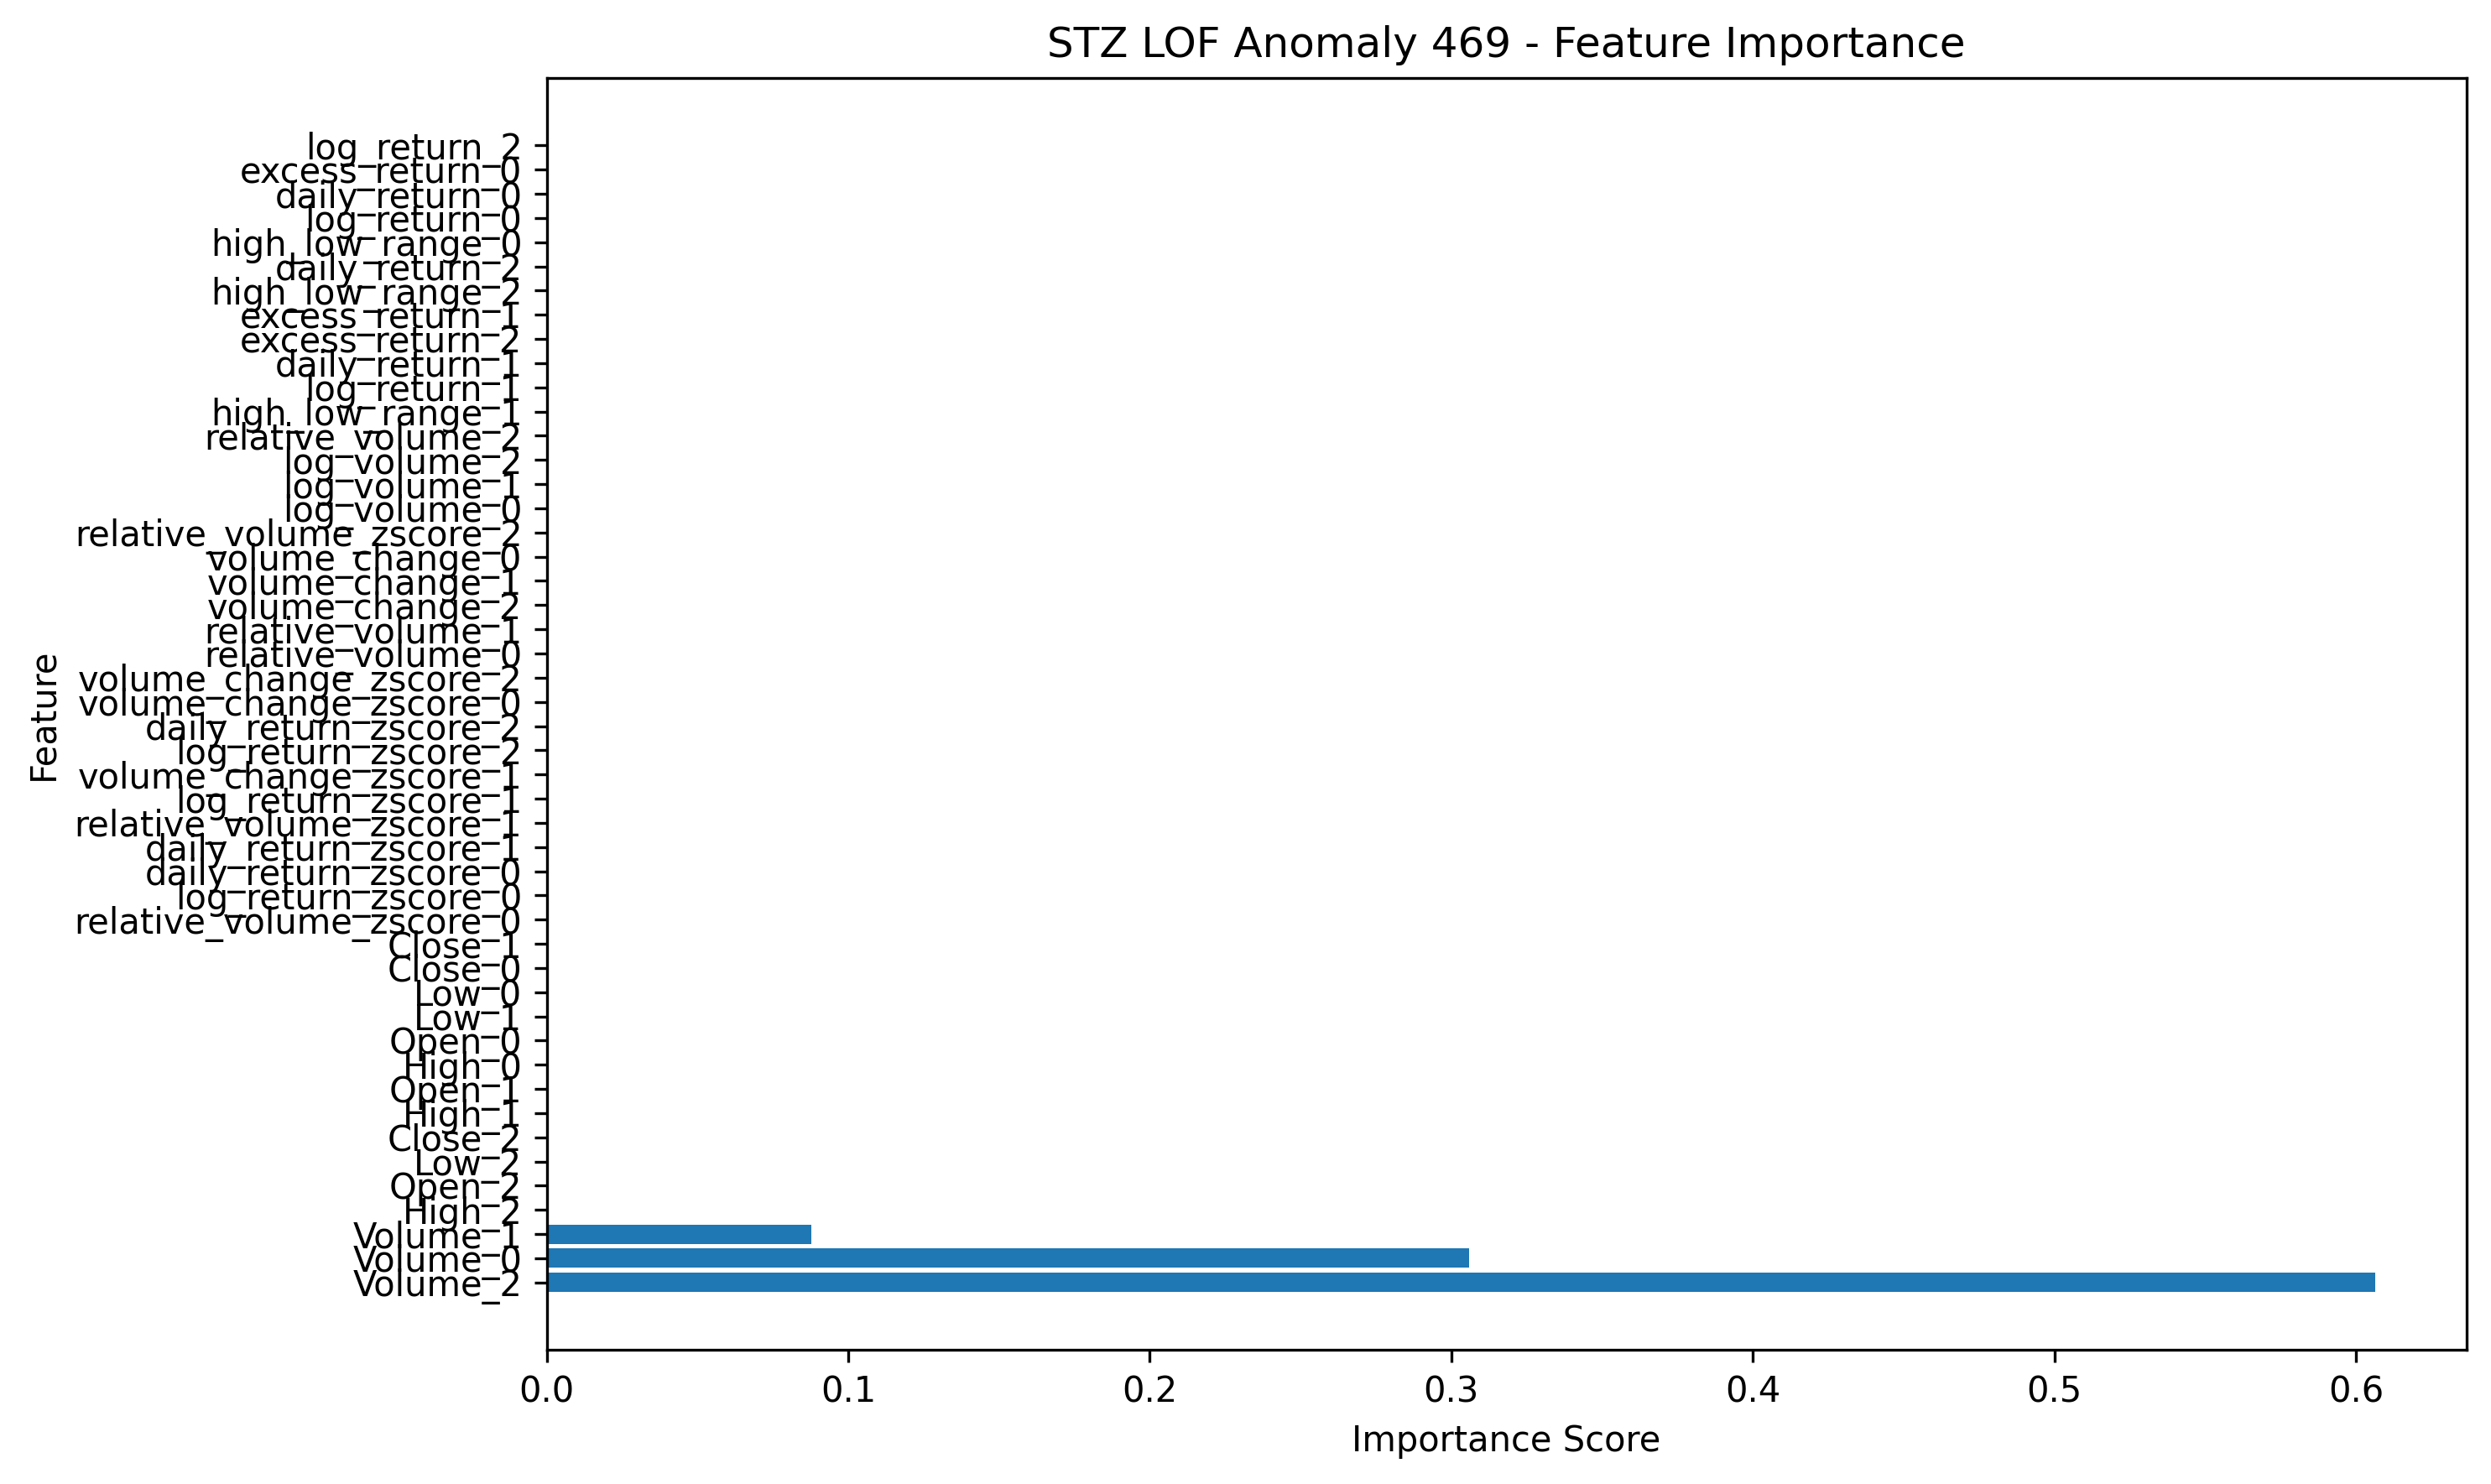 STZ LOF Anomaly 469 - Feature Importance
log_return_2
excess_return_0
daily_return_0
log_return_0
high_low_range_0
daily_return_2
high_low_range_2
excess_return_1
excess_return_2
daily_return_1
log_return_1
high_low_range_1
relative_volume_2
log_volume_2
log_volume_1
log_volume_0
relative_volume_zscore_2
volume_change_0
volume_change_1
volume_change_2
relative_volume_1
relative_volume_0
volume_change_zscore_2
volume_change_zscore_0
daily_return_zscore_2
log_return_zscore_2
volume_change_zscore_1
log_return_zscore_1
relative_volume_zscore_1
daily_return_zscore_1
daily_return_zscore_0
log_return_zscore_0
relative_volume_zscore_0
Close_1
Close_0
Low_0
Low_1
Open_0
High_0
Open_1
High_1
Close_2
Low_2
Open_2
High_2
Volume_1
Volume_0
Volume_2
Feature
0.0 0.1 0.2 0.3 0.4 0.5 0.6
Importance Score